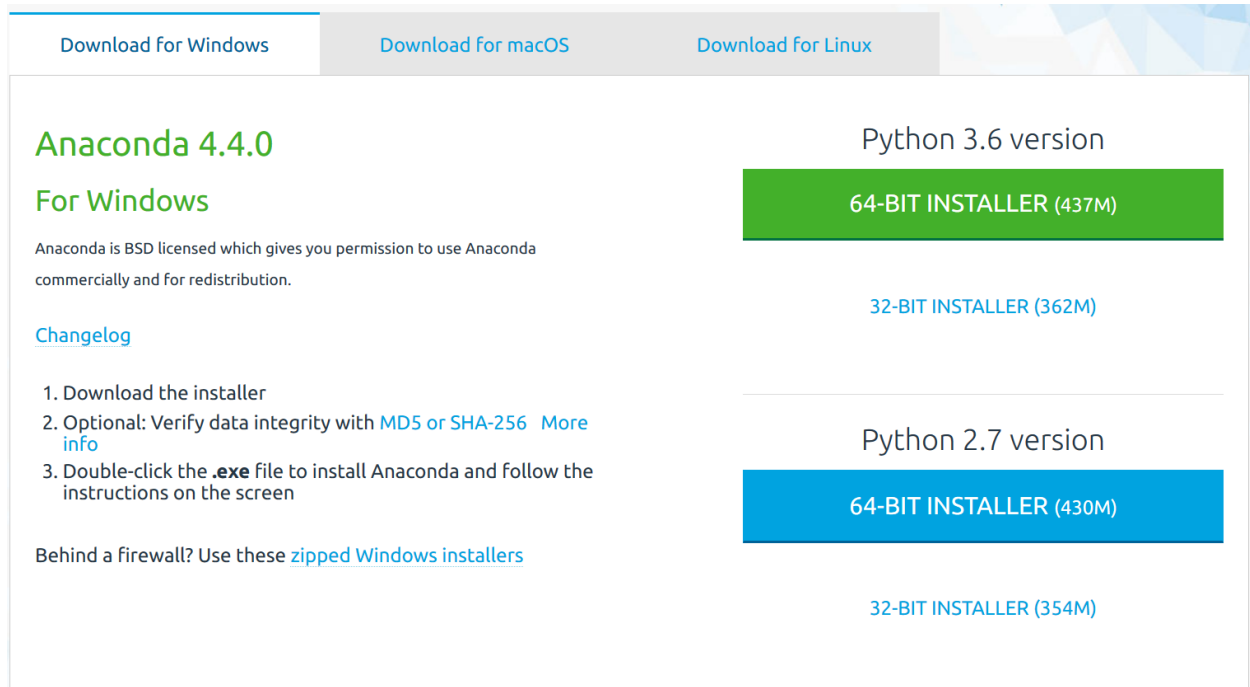 Download for Windows
Download for macOS
Download for Linux
Anaconda 4.4.0
For Windows
Anaconda is BSD licensed which gives you permission to use Anaconda
commercially and for redistribution.
Changelog
1. Download the installer
2. Optional: Verify data integrity with MD5 or SHA-256 More
info
3. Double-click the .exe file to install Anaconda and follow the
instructions on the screen
Behind a firewall? Use these zipped Windows installers
Python 3.6 version
64-BIT INSTALLER (437M)
32-BIT INSTALLER (362M)
Python 2.7 version
64-BIT INSTALLER (430M)
32-BIT INSTALLER (354M)